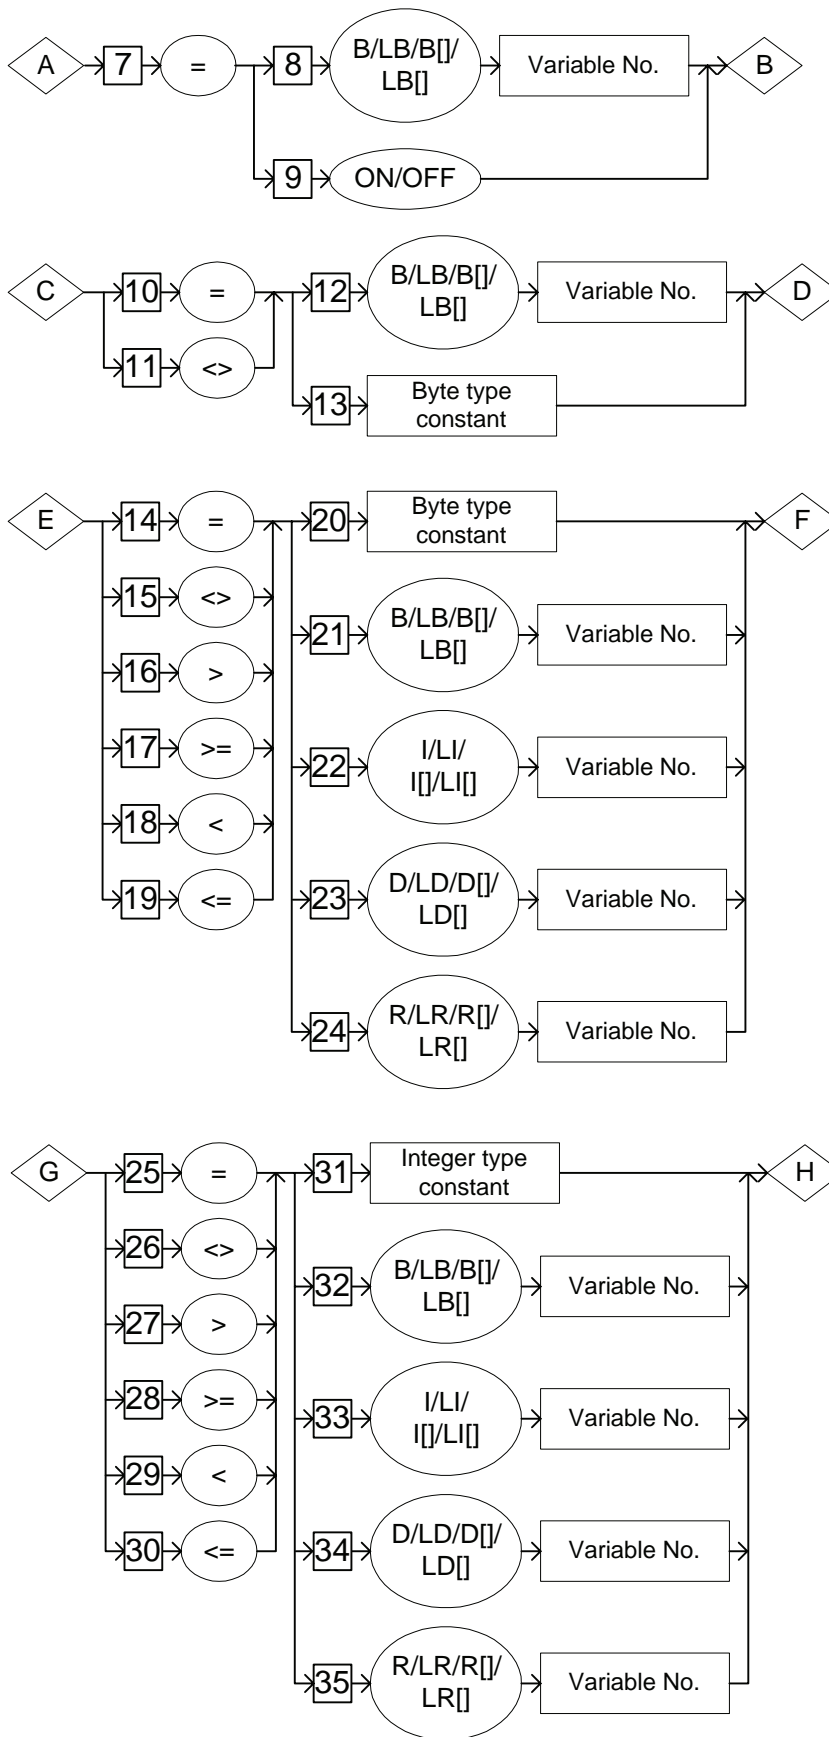 A 7 = 8 B/LB/B[]/ LB[] Variable No. B
9 ON/OFF
C 10 = 12 B/LB/B[]/ LB[] Variable No. D
11 <>
13 Byte type constant
E 14 = 20 Byte type constant F
15 <>
21 B/LB/B[]/ LB[] Variable No.
16 >
17 >= 22 I/LI/ I[]/LI[] Variable No.
18 <
19 <= 23 D/LD/D[]/ LD[] Variable No.
24 R/LR/R[]/ LR[] Variable No.
G 25 = 31 Integer type constant H
26 <>
32 B/LB/B[]/ LB[] Variable No.
27 >
28 >=
33 I/LI/ I[]/LI[] Variable No.
29 <
30 <= 34 D/LD/D[]/ LD[] Variable No.
35 R/LR/R[]/ LR[] Variable No.